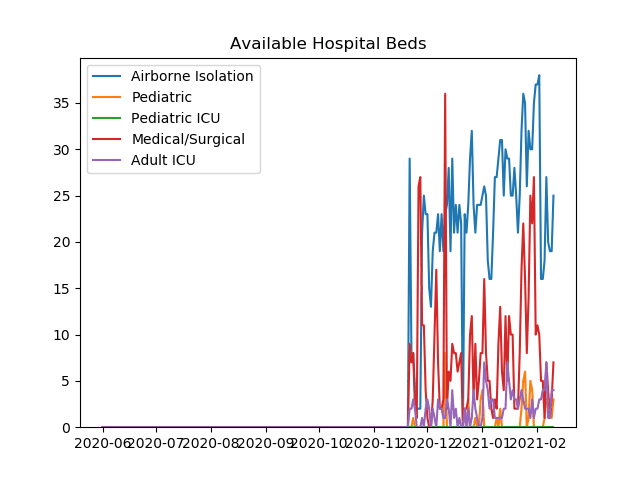 Available Hospital Beds
Airborne Isolation
Pediatric
Pediatric ICU
Medical/Surgical
Adult ICU
35
30
25
20
15
10
5
0
2020-06 2020-07 2020-08 2020-09 2020-10 2020-11 2020-12 2021-01 2021-02